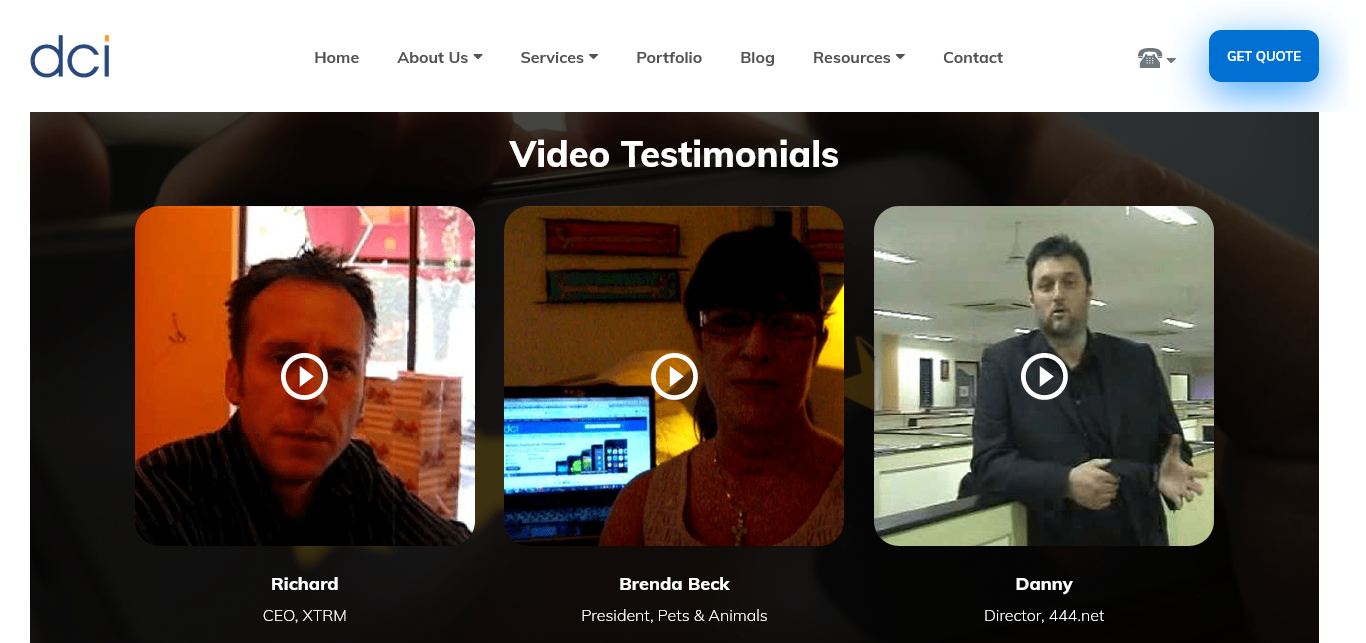 dci
Home
About Us
Services
Portfolio
Blog
Resources
Contact
GET QUOTE
Video Testimonials
dci
Richard
CEO, XTRM
Brenda Beck
President, Pets & Animals
Danny
Director, 444.net